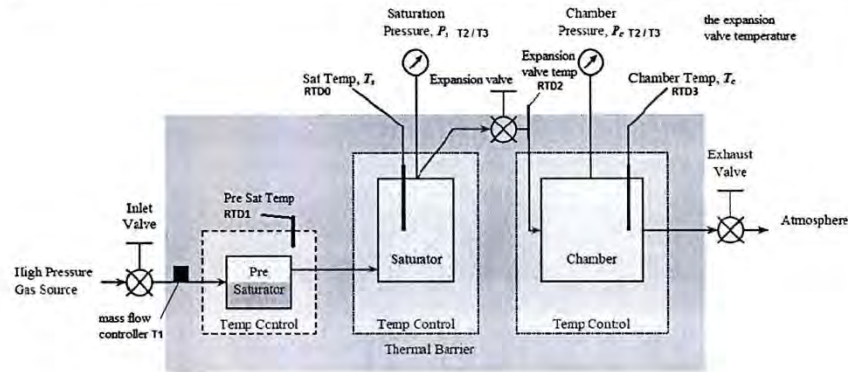 Saturation
Pressure, Ps T2 / T3
Chamber
Pressure, Pc T2 / T3
the expansion
valve temperature
Sat Temp, Ts
RTD0
Expansion valve
Expansion
valve temp
RTD2
Chamber Temp, Tc
RTD3
Exhaust
Valve
Pre Sat Temp
RTD1
Inlet
Valve
Atmosphere
High Pressure
Gas Source
Pre
Saturator
Saturator
Chamber
mass flow
controller T1
Temp Control
Temp Control
Temp Control
Thermal Barrier